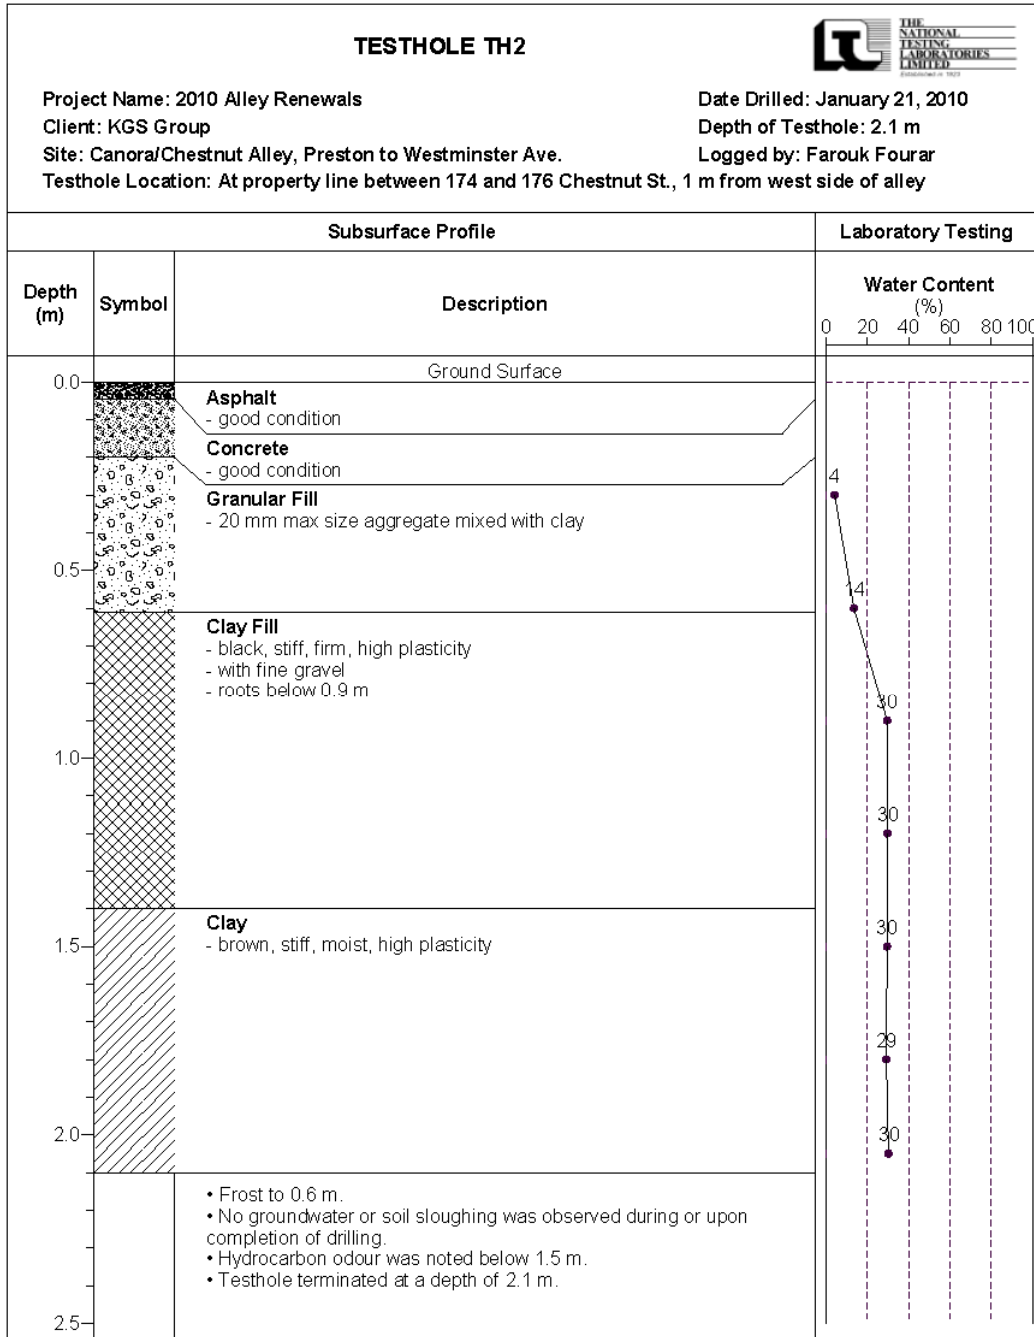 TESTHOLE TH2
THE
NATIONAL
TESTING
LABORATORIES
LIMITED
Established in 1923
Project Name: 2010 Alley Renewals
Date Drilled: January 21, 2010
Client: KGS Group
Depth of Testhole: 2.1 m
Site: Canora/Chestnut Alley, Preston to Westminster Ave.
Logged by: Farouk Fourar
Testhole Location: At property line between 174 and 176 Chestnut St., 1 m from west side of alley
Subsurface Profile
Laboratory Testing
Depth
(m)
Symbol
Description
Water Content
(%)
0 20 40 60 80 100
Ground Surface
0.0
Asphalt
- good condition
Concrete
- good condition
4
Granular Fill
- 20 mm max size aggregate mixed with clay
0.5
14
Clay Fill
- black, stiff, firm, high plasticity
- with fine gravel
- roots below 0.9 m
30
1.0
30
Clay
- brown, stiff, moist, high plasticity
30
1.5
29
2.0
30
• Frost to 0.6 m.
• No groundwater or soil sloughing was observed during or upon
completion of drilling.
• Hydrocarbon odour was noted below 1.5 m.
• Testhole terminated at a depth of 2.1 m.
2.5